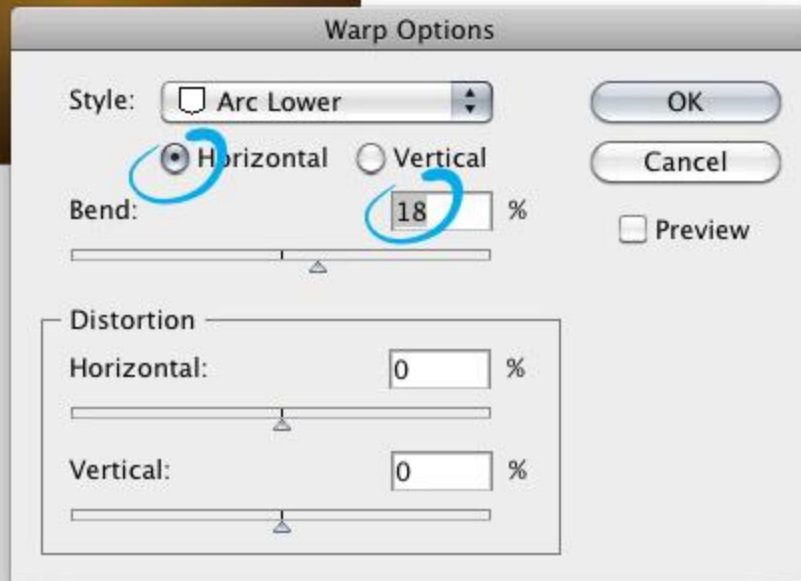 Warp Options
Style: Arc Lower
OK
Horizontal Vertical
Cancel
Bend: 18 %
Preview
Distortion
Horizontal: 0 %
Vertical: 0 %